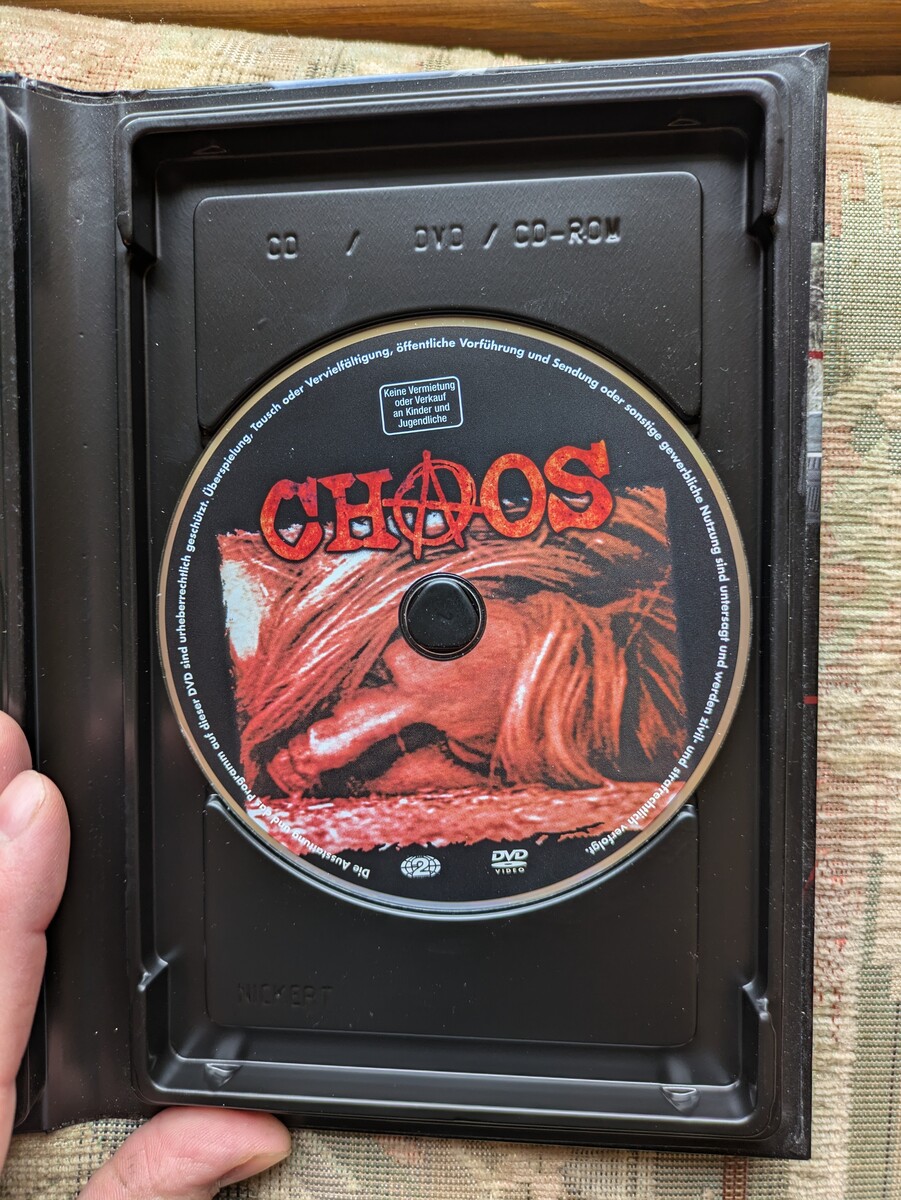 CD / DVD / CD-ROM
Die Ausstattung und das Programm auf dieser DVD sind urheberrechtlich geschützt. Überspielung, Tausch oder Vervielfältigung, öffentliche Vorführung und Sendung oder sonstige gewerbliche Nutzung sind untersagt und werden zivil- und strafrechtlich verfolgt.
Keine Vermietung
oder Verkauf
an Kinder und
Jugendliche
CHAOS
2
DVD
VIDEO
NICKERT